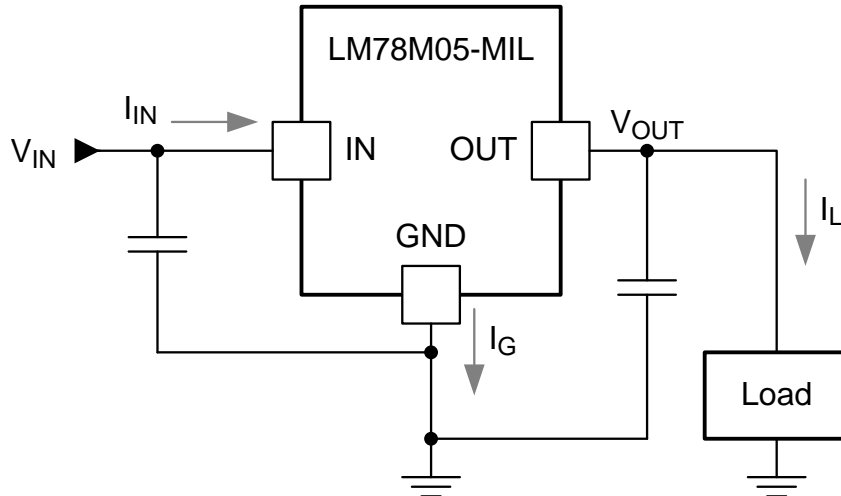 LM78M05-MIL
I_IN
V_IN
IN
OUT
V_OUT
GND
I_L
I_G
Load